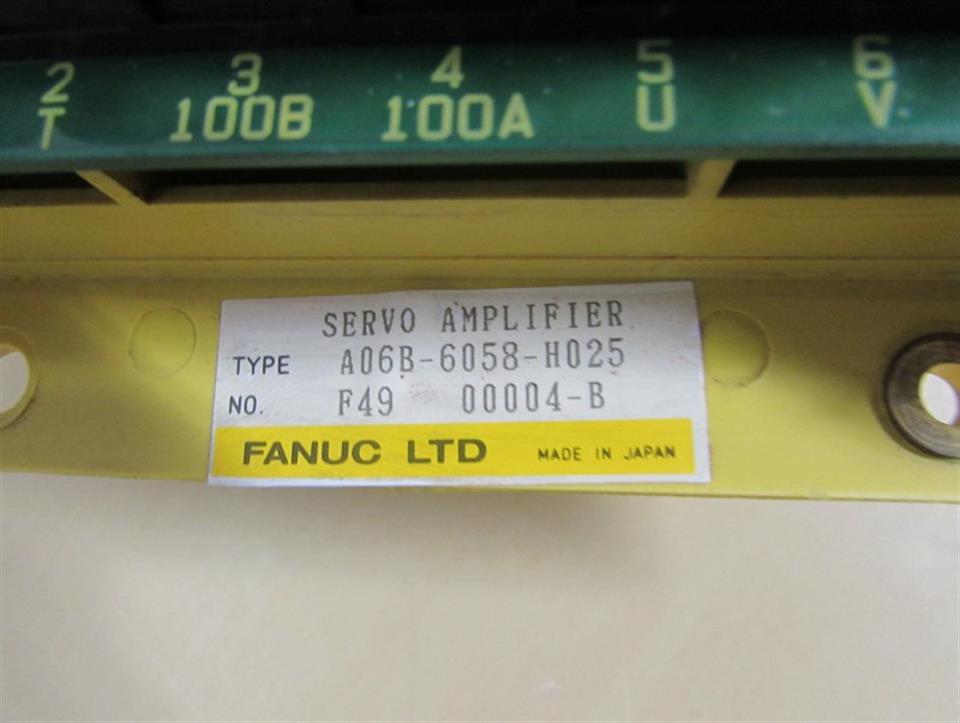 2 3 4 5 6
T 100B 100A U V
SERVO AMPLIFIER
TYPE A06B-6058-H025
NO. F49 00004-B
FANUC LTD MADE IN JAPAN